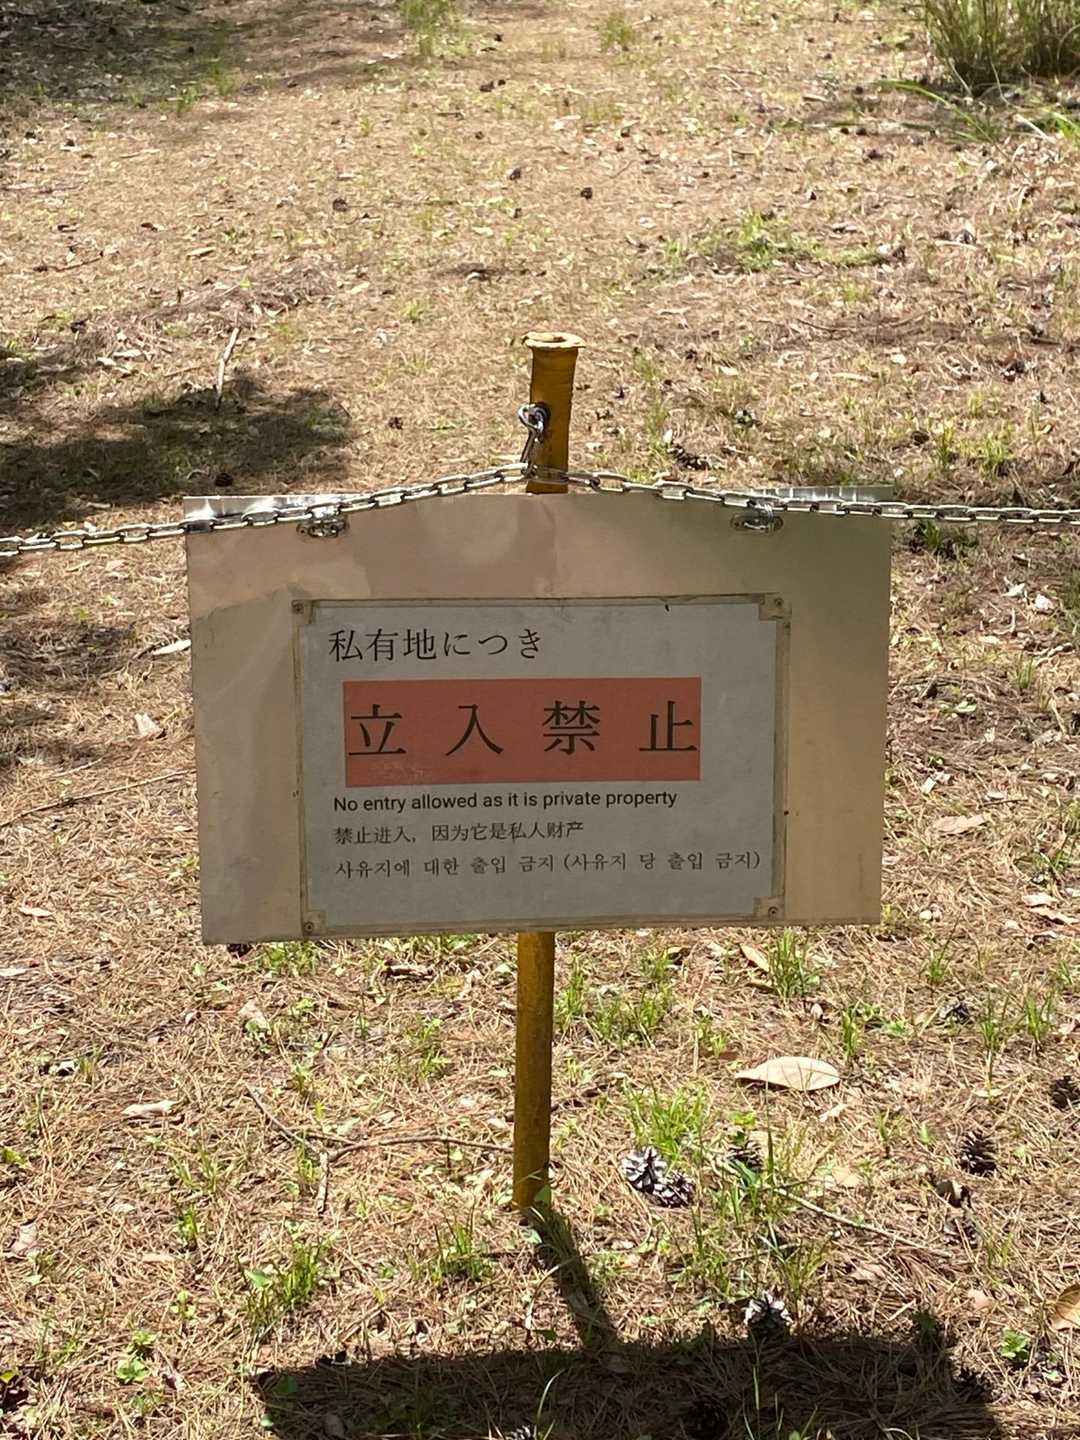 私有地につき
立入禁止
No entry allowed as it is private property
禁止进入，因为它是私人财产
사유지에 대한 출입 금지 (사유지 당 출입 금지)